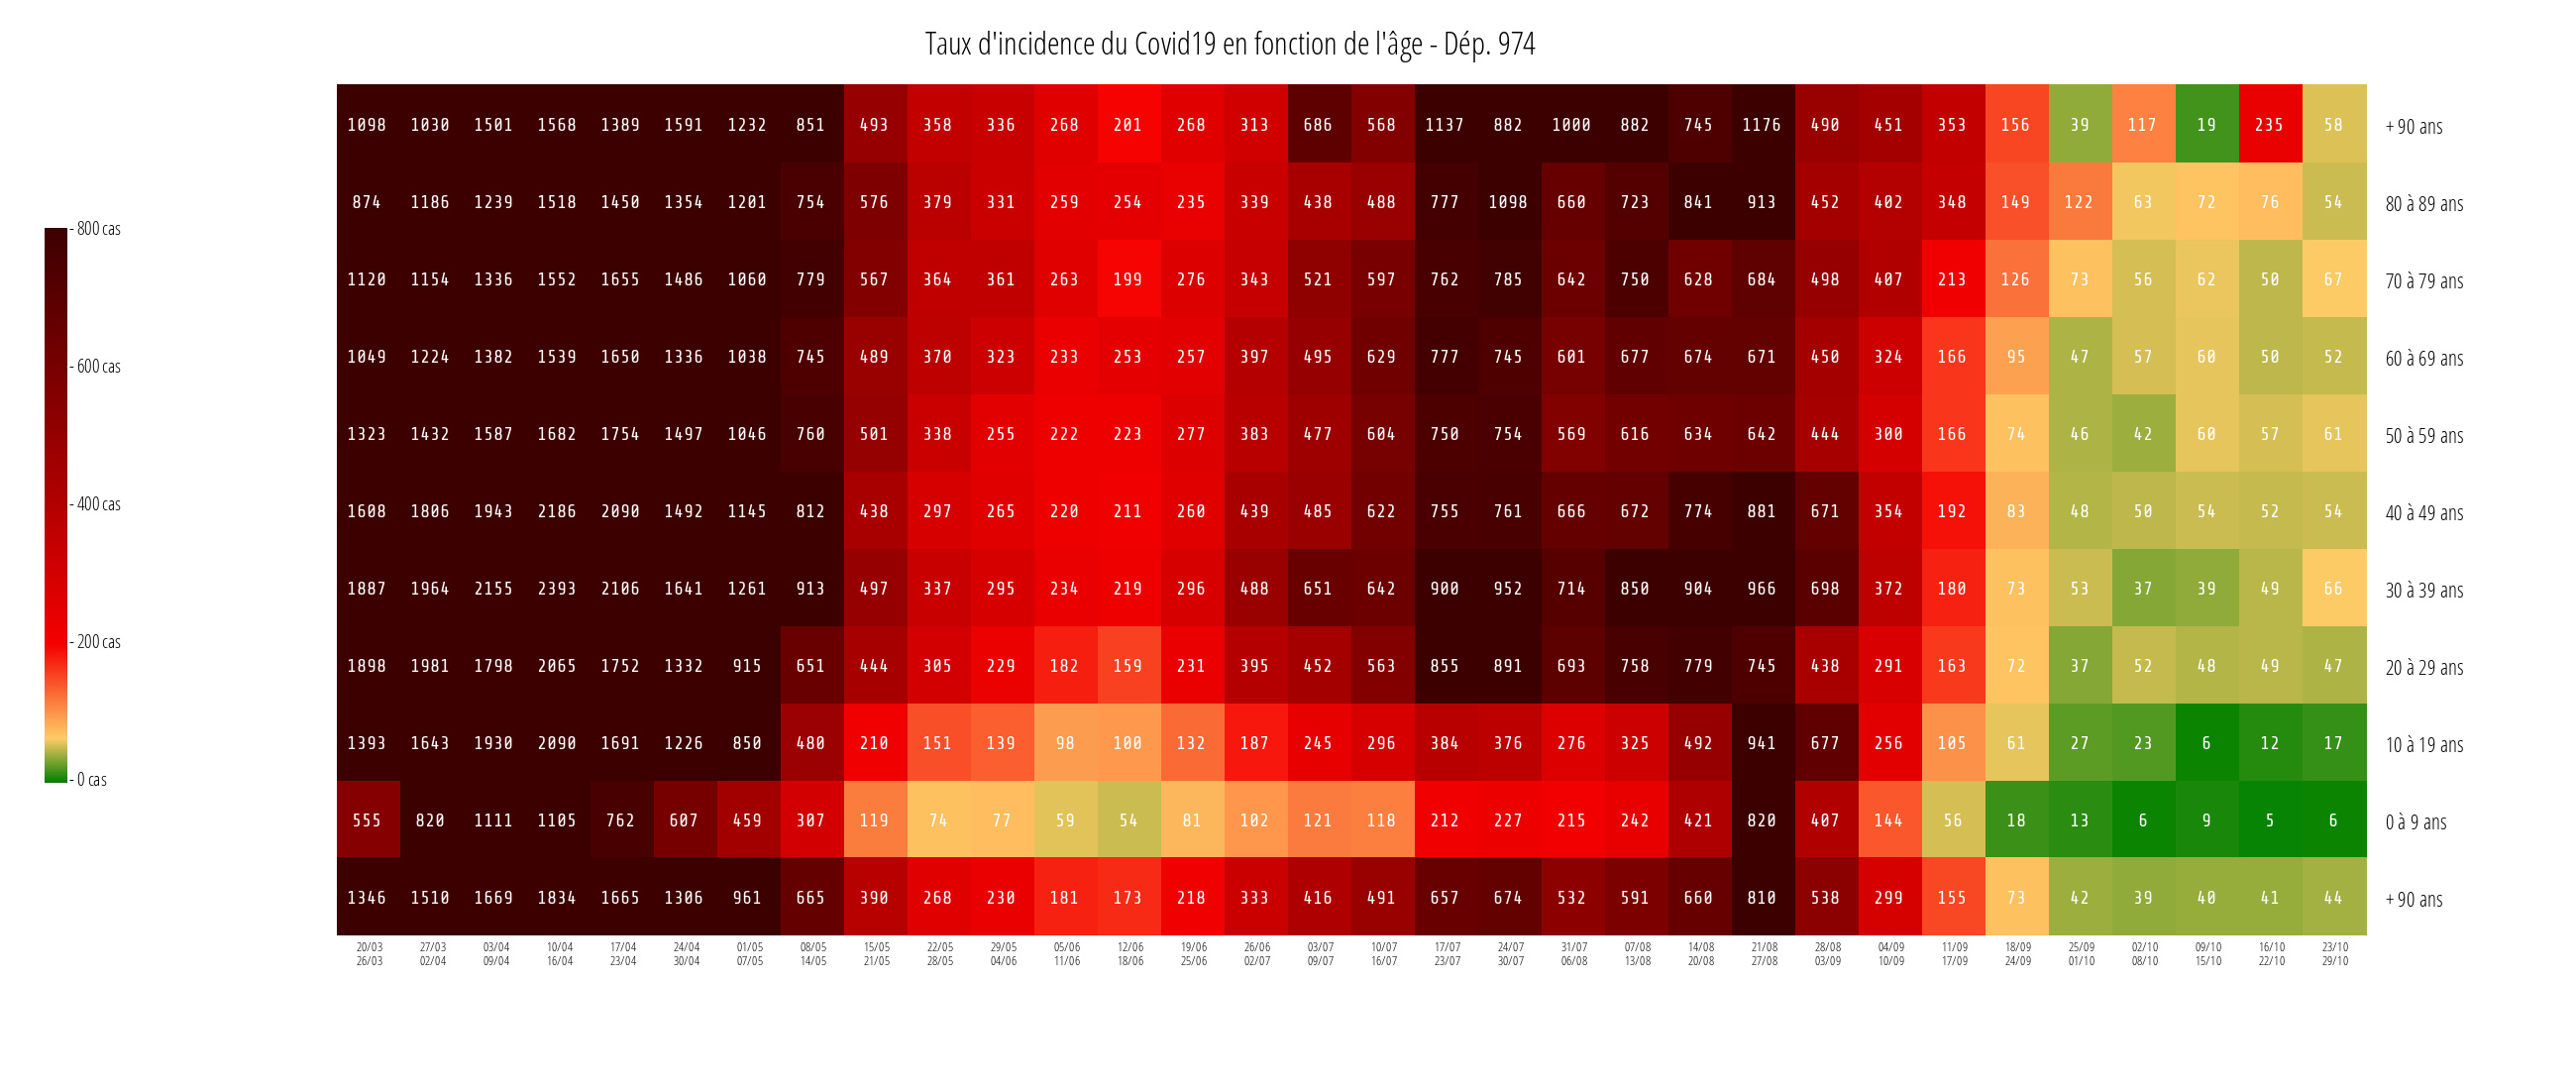 Taux d'incidence du Covid19 en fonction de l'âge - Dép. 974
- 800 cas
- 600 cas
- 400 cas
- 200 cas
- 0 cas
1098 1030 1501 1568 1389 1591 1232 851 493 358 336 268 201 268 313 686 568 1137 882 1000 882 745 1176 490 451 353 156 39 117 19 235 58 + 90 ans
874 1186 1239 1518 1450 1354 1201 754 576 379 331 259 254 235 339 438 488 777 1098 660 723 841 913 452 402 348 149 122 63 72 76 54 80 à 89 ans
1120 1154 1336 1552 1655 1486 1060 779 567 364 361 263 199 276 343 521 597 762 785 642 750 628 684 498 407 213 126 73 56 62 50 67 70 à 79 ans
1049 1224 1382 1539 1650 1336 1038 745 489 370 323 233 253 257 397 495 629 777 745 601 677 674 671 450 324 166 95 47 57 60 50 52 60 à 69 ans
1323 1432 1587 1682 1754 1497 1046 760 501 338 255 222 223 277 383 477 604 750 754 569 616 634 642 444 300 166 74 46 42 60 57 61 50 à 59 ans
1608 1806 1943 2186 2090 1492 1145 812 438 297 265 220 211 260 439 485 622 755 761 666 672 774 881 671 354 192 83 48 50 54 52 54 40 à 49 ans
1887 1964 2155 2393 2106 1641 1261 913 497 337 295 234 219 296 488 651 642 900 952 714 850 904 966 698 372 180 73 53 37 39 49 66 30 à 39 ans
1898 1981 1798 2065 1752 1332 915 651 444 305 229 182 159 231 395 452 563 855 891 693 758 779 745 438 291 163 72 37 52 48 49 47 20 à 29 ans
1393 1643 1930 2090 1691 1226 850 480 210 151 139 98 100 132 187 245 296 384 376 276 325 492 941 677 256 105 61 27 23 6 12 17 10 à 19 ans
555 820 1111 1105 762 607 459 307 119 74 77 59 54 81 102 121 118 212 227 215 242 421 820 407 144 56 18 13 6 9 5 6 0 à 9 ans
1346 1510 1669 1834 1665 1306 961 665 390 268 230 181 173 218 333 416 491 657 674 532 591 660 810 538 299 155 73 42 39 40 41 44 + 90 ans
20/03 27/03 03/04 10/04 17/04 24/04 01/05 08/05 15/05 22/05 29/05 05/06 12/06 19/06 26/06 03/07 10/07 17/07 24/07 31/07 07/08 14/08 21/08 28/08 04/09 11/09 18/09 25/09 02/10 09/10 16/10 23/10
26/03 02/04 09/04 16/04 23/04 30/04 07/05 14/05 21/05 28/05 04/06 11/06 18/06 25/06 02/07 09/07 16/07 23/07 30/07 06/08 13/08 20/08 27/08 03/09 10/09 17/09 24/09 01/10 08/10 15/10 22/10 29/10